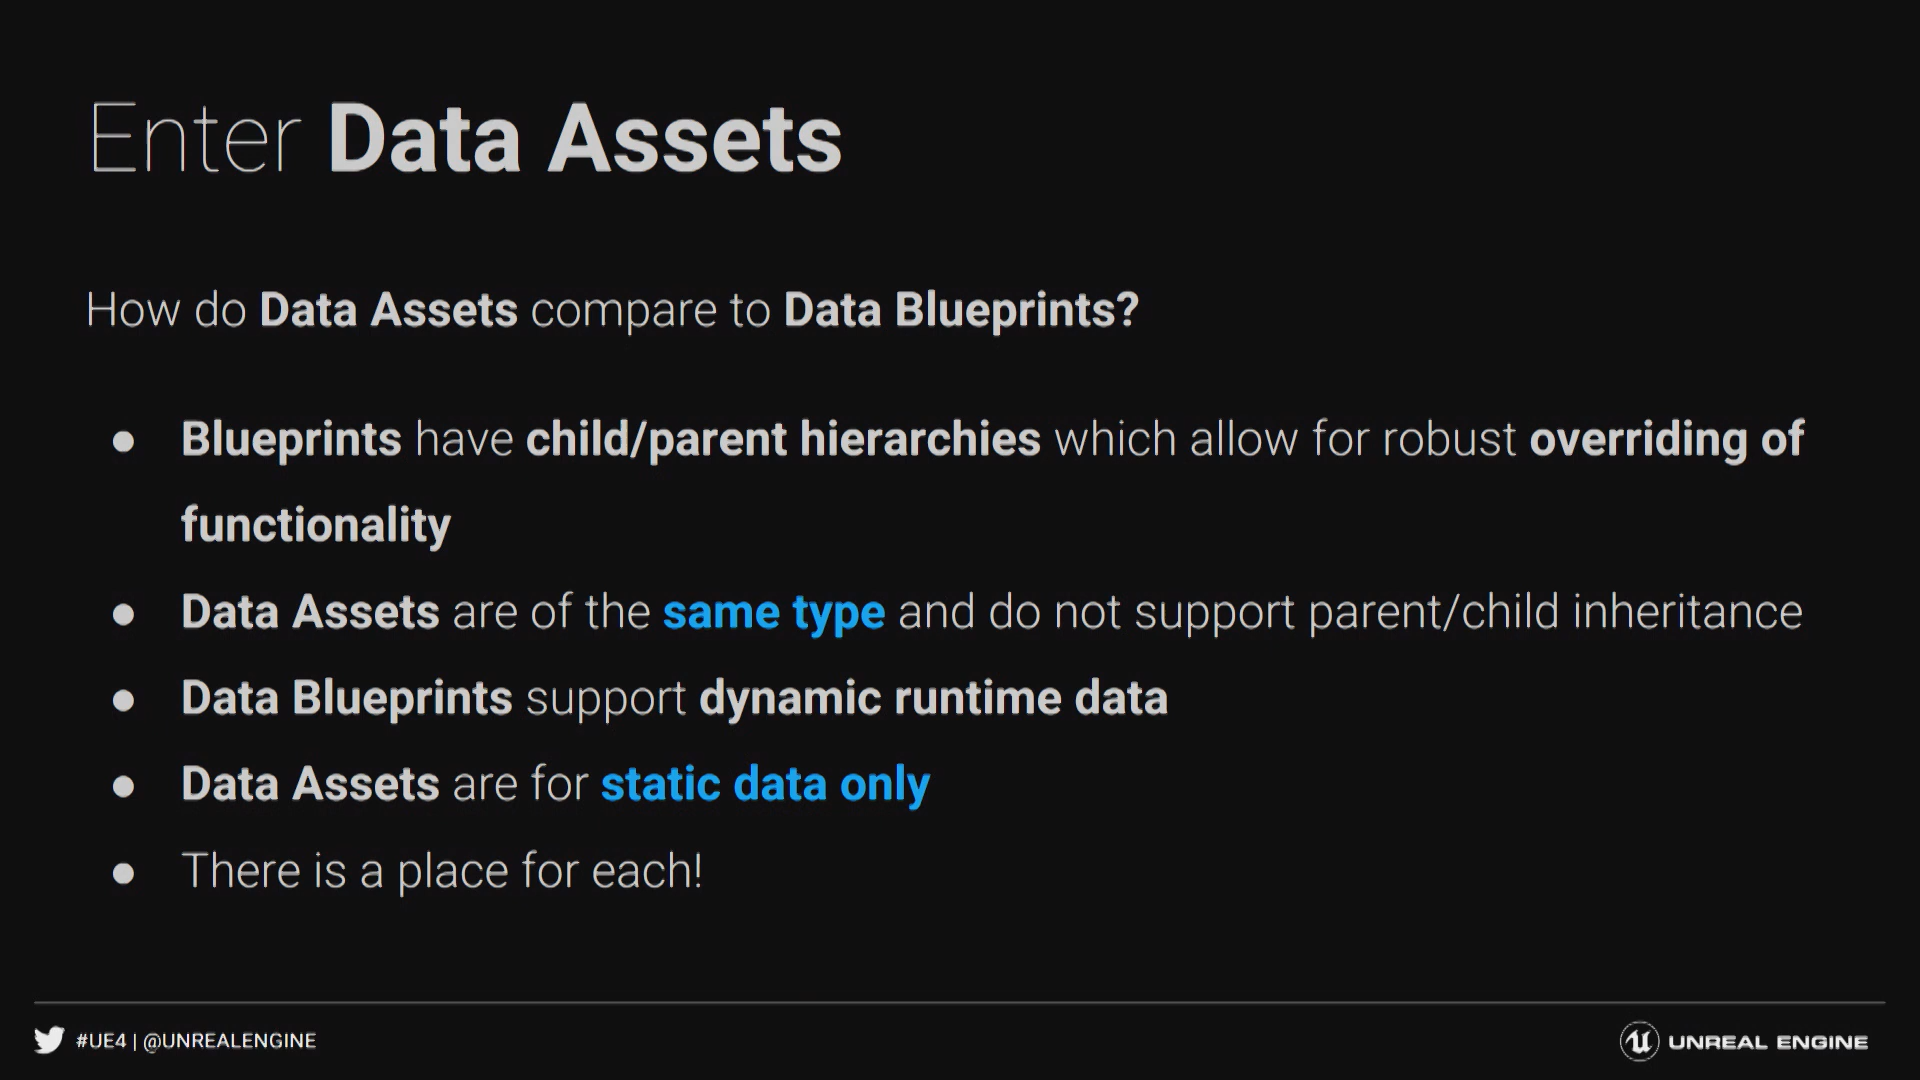 Enter Data Assets
How do Data Assets compare to Data Blueprints?
● Blueprints have child/parent hierarchies which allow for robust overriding of
functionality
● Data Assets are of the same type and do not support parent/child inheritance
● Data Blueprints support dynamic runtime data
● Data Assets are for static data only
● There is a place for each!
#UE4 | @UNREALENGINE
UNREAL ENGINE